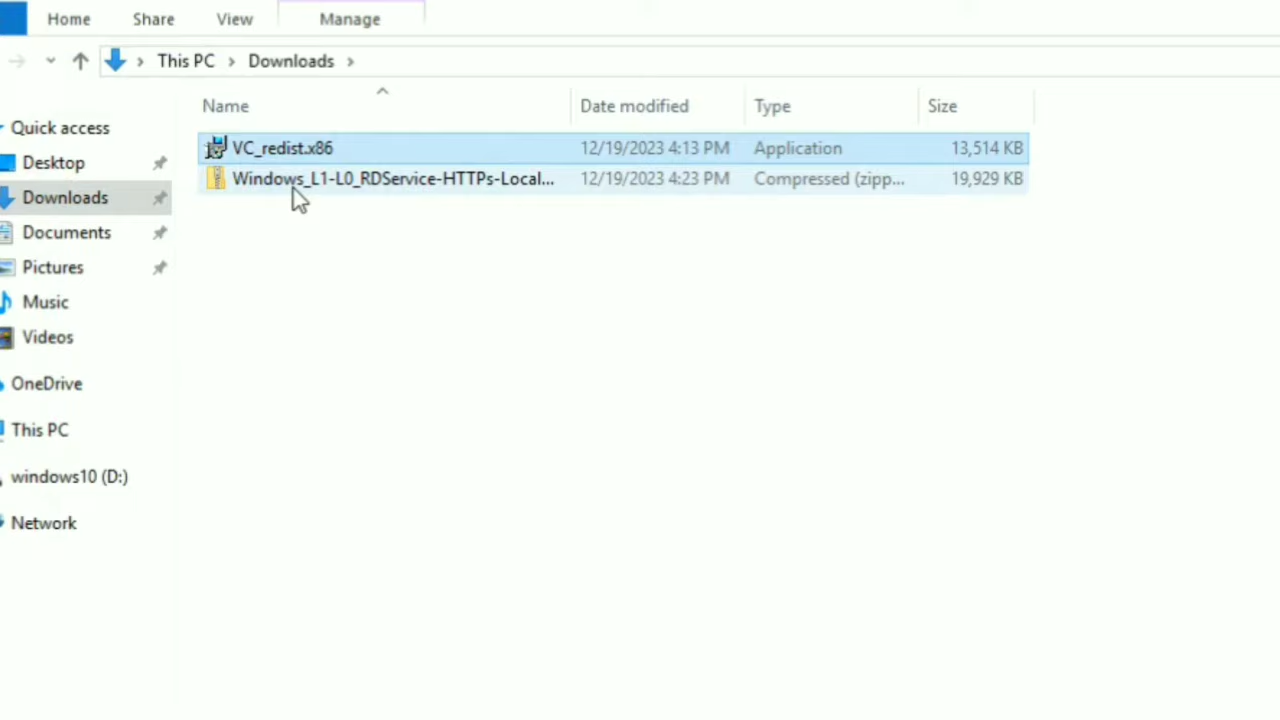 Home Share View Manage
This PC Downloads
Name Date modified Type Size
Quick access
Desktop
Downloads
Documents
Pictures
Music
Videos
OneDrive
This PC
windows10 (D:)
Network
VC_redist.x86 12/19/2023 4:13 PM Application 13,514 KB
Windows_L1-L0_RDService-HTTPs-Local... 12/19/2023 4:23 PM Compressed (zipp... 19,929 KB